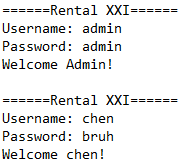 ======Rental XXI======
Username: admin
Password: admin
Welcome Admin!

======Rental XXI======
Username: chen
Password: bruh
Welcome chen!